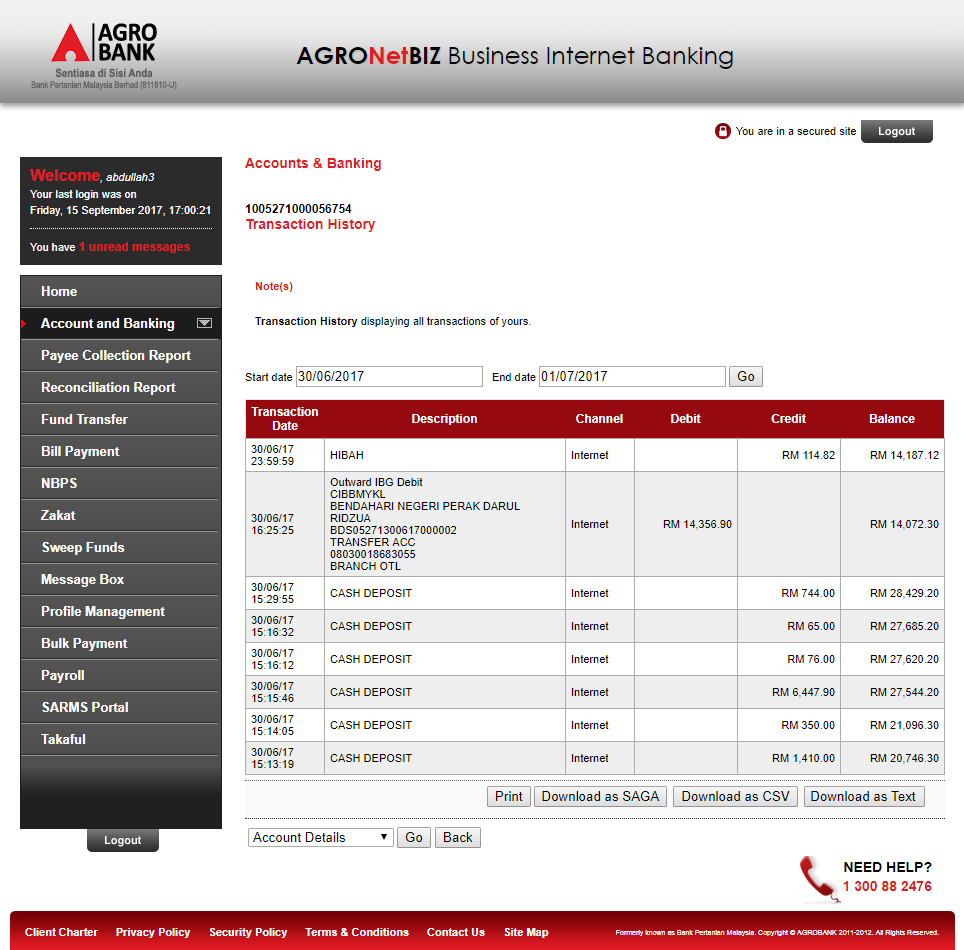 AGRO
BANK
Sentiasa di Sisi Anda
Bank Pertanian Malaysia Berhad (811810-U)
AGRONetBIZ Business Internet Banking
You are in a secured site
Logout
Welcome, abdullah3
Your last login was on
Friday, 15 September 2017, 17:00:21
You have 1 unread messages
Home
Account and Banking
Payee Collection Report
Reconciliation Report
Fund Transfer
Bill Payment
NBPS
Zakat
Sweep Funds
Message Box
Profile Management
Bulk Payment
Payroll
SARMS Portal
Takaful
Logout
Accounts & Banking
1005271000056754
Transaction History
Note(s)
Transaction History displaying all transactions of yours.
Start date 30/06/2017 End date 01/07/2017 Go
Transaction Date Description Channel Debit Credit Balance
30/06/17
23:59:59 HIBAH Internet RM 114.82 RM 14,187.12
Outward IBG Debit
CIBBMYKL
BENDAHARI NEGERI PERAK DARUL
RIDZUA
30/06/17
16:25:25 BDS05271300617000002 Internet RM 14,356.90 RM 14,072.30
TRANSFER ACC
08030018683055
BRANCH OTL
30/06/17
15:29:55 CASH DEPOSIT Internet RM 744.00 RM 28,429.20
30/06/17
15:16:32 CASH DEPOSIT Internet RM 65.00 RM 27,685.20
30/06/17
15:16:12 CASH DEPOSIT Internet RM 76.00 RM 27,620.20
30/06/17
15:15:46 CASH DEPOSIT Internet RM 6,447.90 RM 27,544.20
30/06/17
15:14:05 CASH DEPOSIT Internet RM 350.00 RM 21,096.30
30/06/17
15:13:19 CASH DEPOSIT Internet RM 1,410.00 RM 20,746.30
Print Download as SAGA Download as CSV Download as Text
Account Details Go Back
NEED HELP?
1 300 88 2476
Client Charter Privacy Policy Security Policy Terms & Conditions Contact Us Site Map
Formerly known as Bank Pertanian Malaysia. Copyright © AGROBANK 2011-2012. All Rights Reserved.